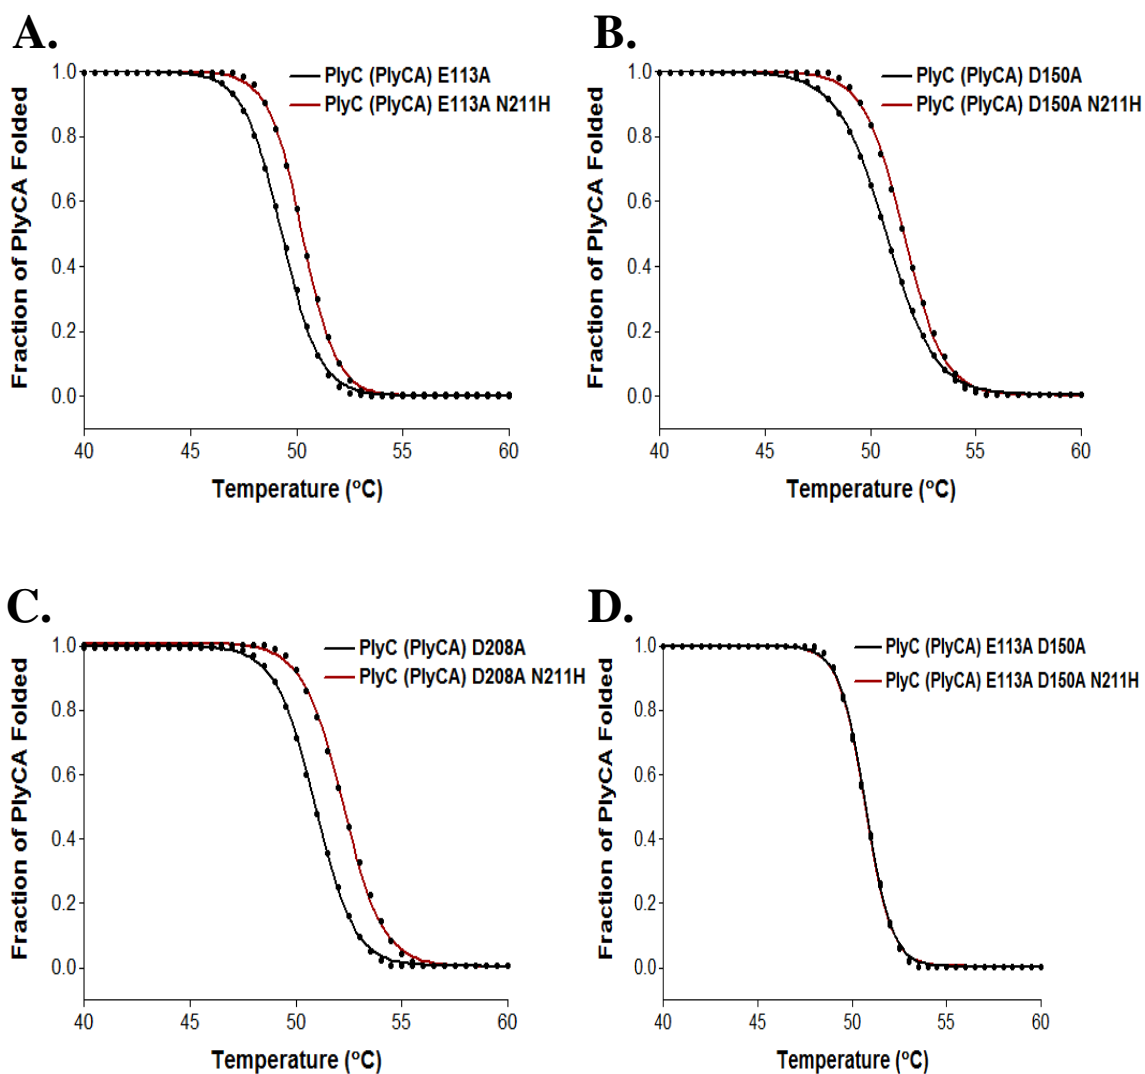 A.
PlyC (PlyCA) E113A
PlyC (PlyCA) E113A N211H
Fraction of PlyCA Folded
1.0
0.8
0.6
0.4
0.2
0.0
40 45 50 55 60
Temperature (°C)
B.
PlyC (PlyCA) D150A
PlyC (PlyCA) D150A N211H
Fraction of PlyCA Folded
1.0
0.8
0.6
0.4
0.2
0.0
40 45 50 55 60
Temperature (°C)
C.
PlyC (PlyCA) D208A
PlyC (PlyCA) D208A N211H
Fraction of PlyCA Folded
1.0
0.8
0.6
0.4
0.2
0.0
40 45 50 55 60
Temperature (°C)
D.
PlyC (PlyCA) E113A D150A
PlyC (PlyCA) E113A D150A N211H
Fraction of PlyCA Folded
1.0
0.8
0.6
0.4
0.2
0.0
40 45 50 55 60
Temperature (°C)